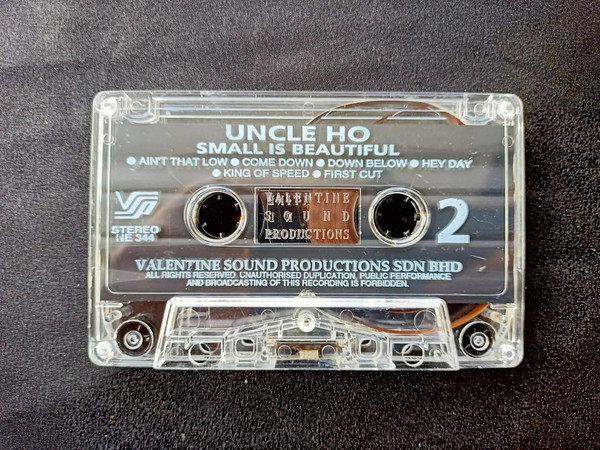 UNCLE HO
SMALL IS BEAUTIFUL
● AIN'T THAT LOW ● COME DOWN ● DOWN BELOW ● HEY DAY
● KING OF SPEED ● FIRST CUT
VSP
STEREO
NE 344
VALENTINE
SOUND
PRODUCTIONS
2
VALENTINE SOUND PRODUCTIONS SDN BHD
ALL RIGHTS RESERVED. UNAUTHORISED DUPLICATION, PUBLIC PERFORMANCE
AND BROADCASTING OF THIS RECORDING IS FORBIDDEN.